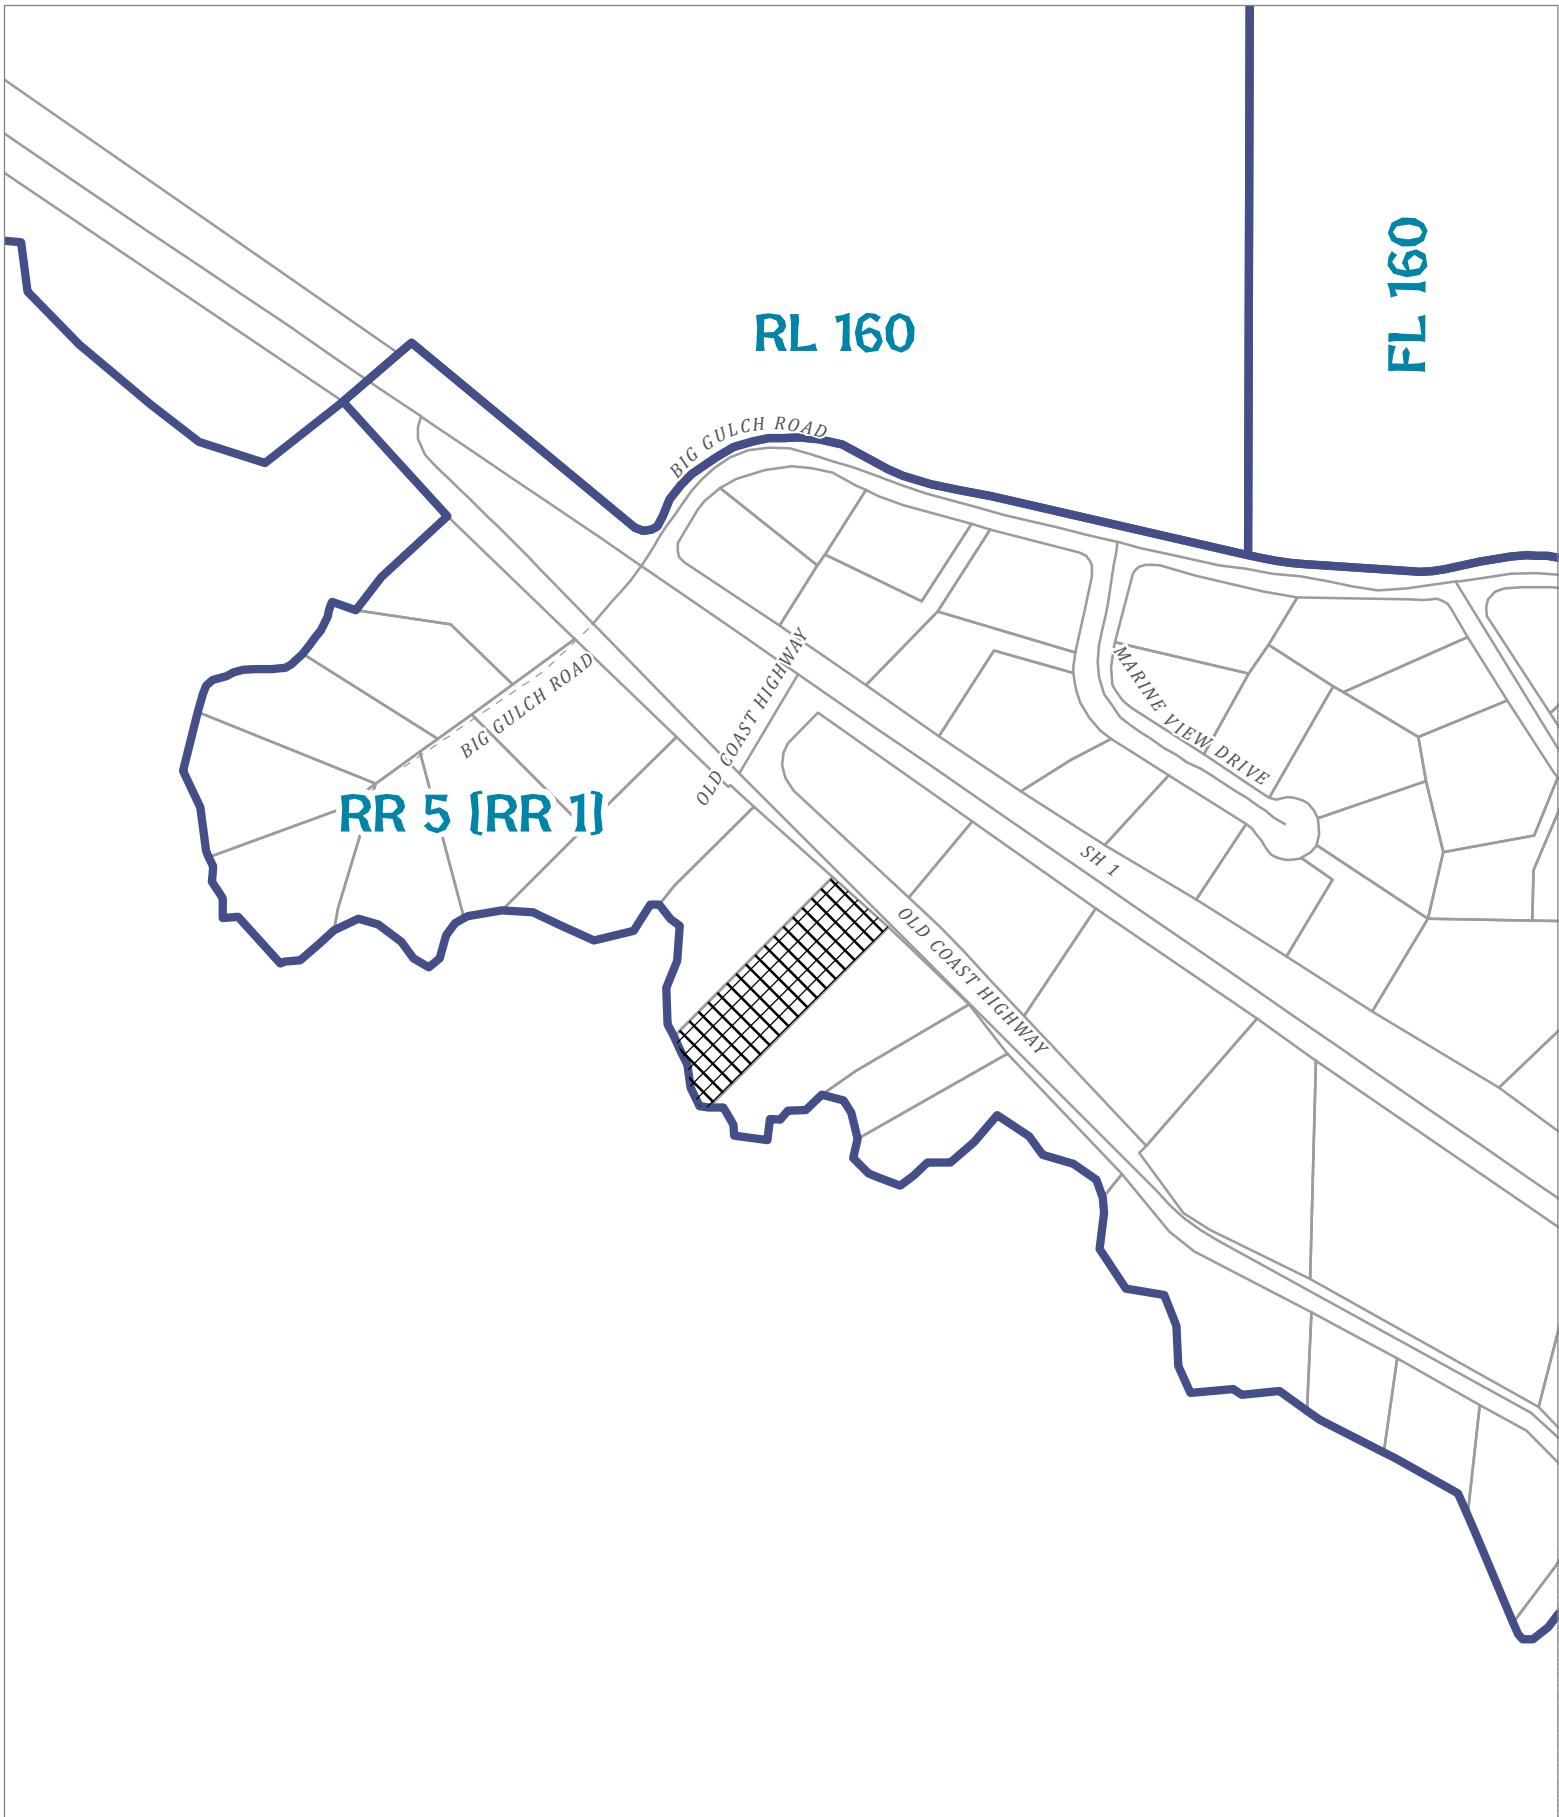 FL 160
RL 160
BIG GULCH ROAD
OLD COAST HIGHWAY
MARINE VIEW DRIVE
BIG GULCH ROAD
RR 5 [RR 1]
SH 1
OLD COAST HIGHWAY